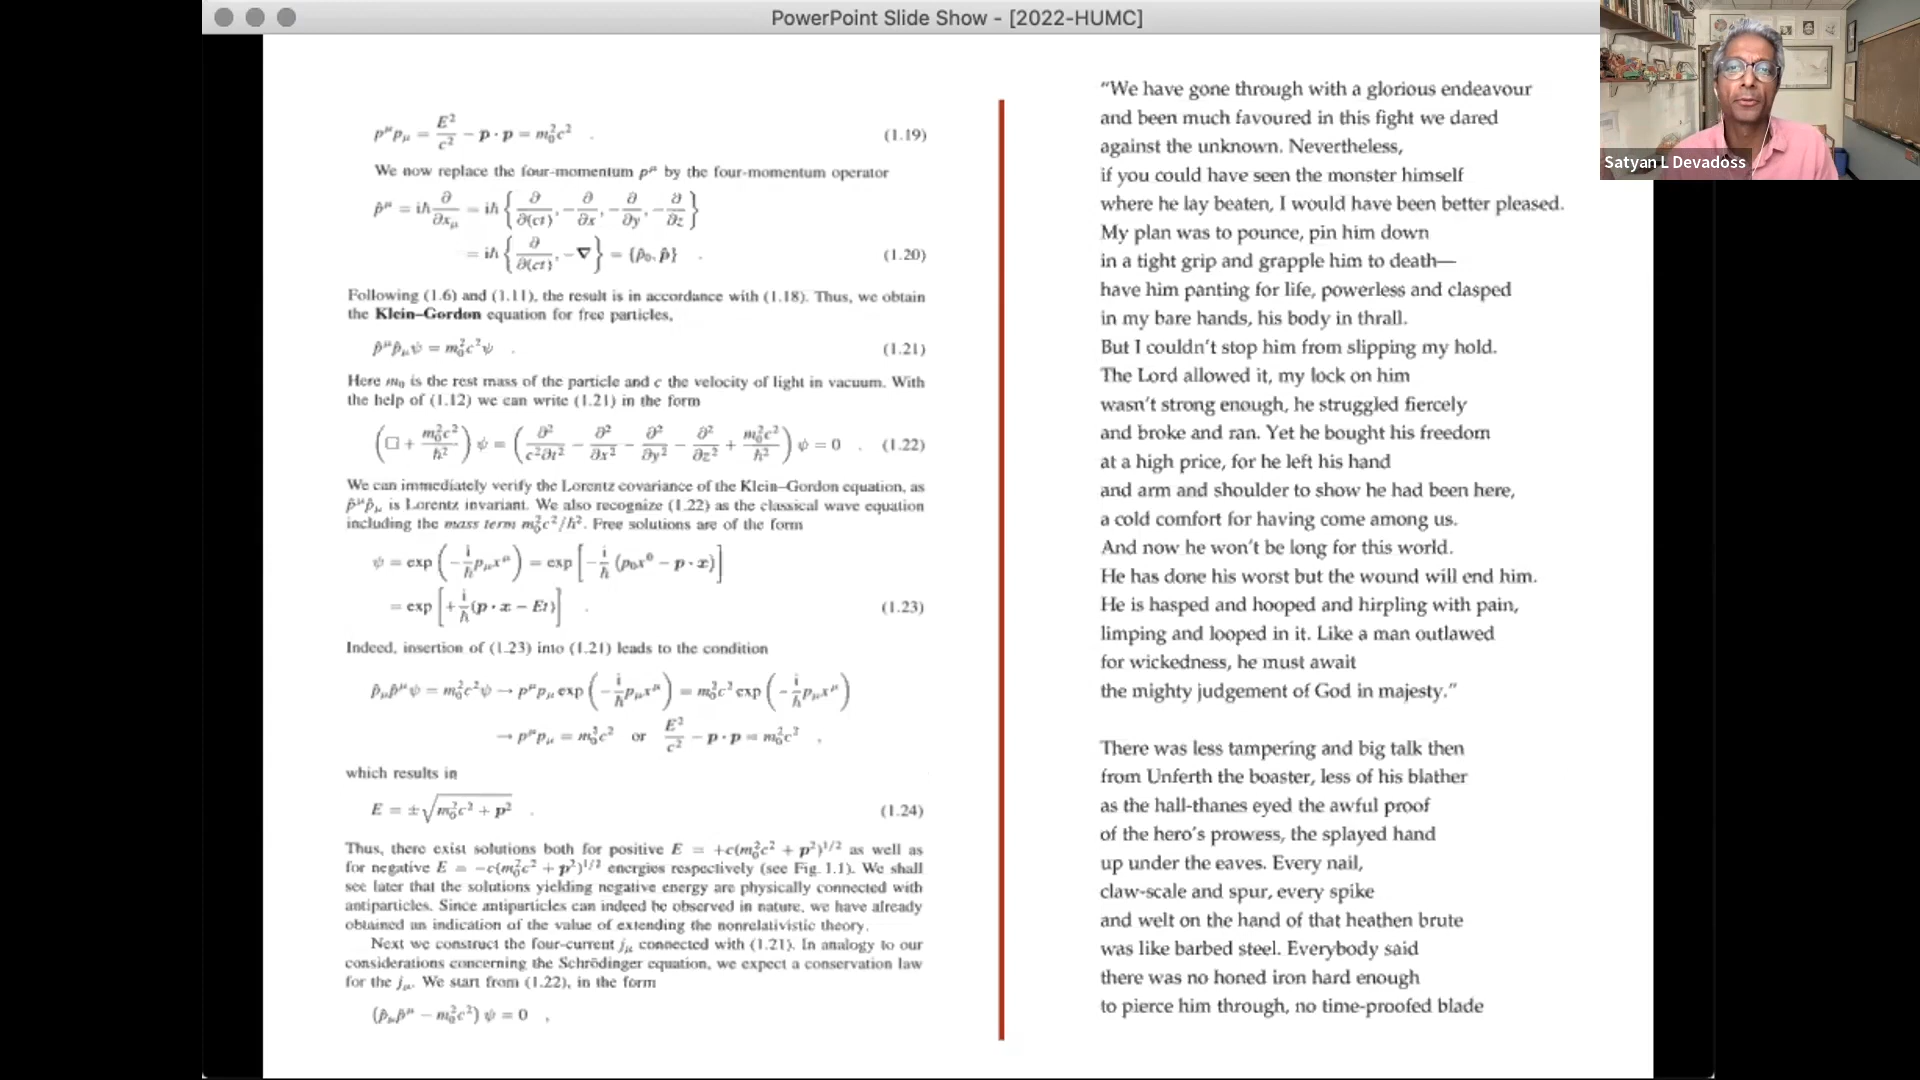 PowerPoint Slide Show - [2022-HUMC]
p^μ p_μ = E²/c² − p · p = m₀²c² . (1.19)
We now replace the four-momentum p^μ by the four-momentum operator
p̂^μ = iħ ∂/∂x_μ = iħ { ∂/∂(ct), −∂/∂x, −∂/∂y, −∂/∂z }
= iħ { ∂/∂(ct), −∇ } = {p̂₀, p̂} . (1.20)
Following (1.6) and (1.11), the result is in accordance with (1.18). Thus, we obtain
the Klein–Gordon equation for free particles,
p̂^μ p̂_μ ψ = m₀²c²ψ . (1.21)
Here m₀ is the rest mass of the particle and c the velocity of light in vacuum. With
the help of (1.12) we can write (1.21) in the form
(□ + m₀²c²/ħ²) ψ = (∂²/c²∂t² − ∂²/∂x² − ∂²/∂y² − ∂²/∂z² + m₀²c²/ħ²) ψ = 0 . (1.22)
We can immediately verify the Lorentz covariance of the Klein–Gordon equation, as
p̂^μ p̂_μ is Lorentz invariant. We also recognize (1.22) as the classical wave equation
including the mass term m₀²c²/ħ². Free solutions are of the form
ψ = exp (−i/ħ p_μ x^μ) = exp [−i/ħ (p₀x⁰ − p · x)]
= exp [+i/ħ (p · x − Et)] . (1.23)
Indeed, insertion of (1.23) into (1.21) leads to the condition
p̂_μ p̂^μ ψ = m₀²c²ψ → p^μ p_μ exp (−i/ħ p_μ x^μ) = m₀²c² exp (−i/ħ p_μ x^μ)
→ p^μ p_μ = m₀²c² or E²/c² − p · p = m₀²c² ,
which results in
E = ±√(m₀²c² + p²) . (1.24)
Thus, there exist solutions both for positive E = +c(m₀²c² + p²)^1/2 as well as
for negative E = −c(m₀²c² + p²)^1/2 energies respectively (see Fig. 1.1). We shall
see later that the solutions yielding negative energy are physically connected with
antiparticles. Since antiparticles can indeed be observed in nature, we have already
obtained an indication of the value of extending the nonrelativistic theory.
Next we construct the four-current j_μ connected with (1.21). In analogy to our
considerations concerning the Schrödinger equation, we expect a conservation law
for the j_μ. We start from (1.22), in the form
(p̂_μ p̂^μ − m₀²c²) ψ = 0 ,
“We have gone through with a glorious endeavour
and been much favoured in this fight we dared
against the unknown. Nevertheless,
if you could have seen the monster himself
where he lay beaten, I would have been better pleased.
My plan was to pounce, pin him down
in a tight grip and grapple him to death—
have him panting for life, powerless and clasped
in my bare hands, his body in thrall.
But I couldn’t stop him from slipping my hold.
The Lord allowed it, my lock on him
wasn’t strong enough, he struggled fiercely
and broke and ran. Yet he bought his freedom
at a high price, for he left his hand
and arm and shoulder to show he had been here,
a cold comfort for having come among us.
And now he won’t be long for this world.
He has done his worst but the wound will end him.
He is hasped and hooped and hirpling with pain,
limping and looped in it. Like a man outlawed
for wickedness, he must await
the mighty judgement of God in majesty.”
There was less tampering and big talk then
from Unferth the boaster, less of his blather
as the hall-thanes eyed the awful proof
of the hero’s prowess, the splayed hand
up under the eaves. Every nail,
claw-scale and spur, every spike
and welt on the hand of that heathen brute
was like barbed steel. Everybody said
there was no honed iron hard enough
to pierce him through, no time-proofed blade
Satyan L Devadoss